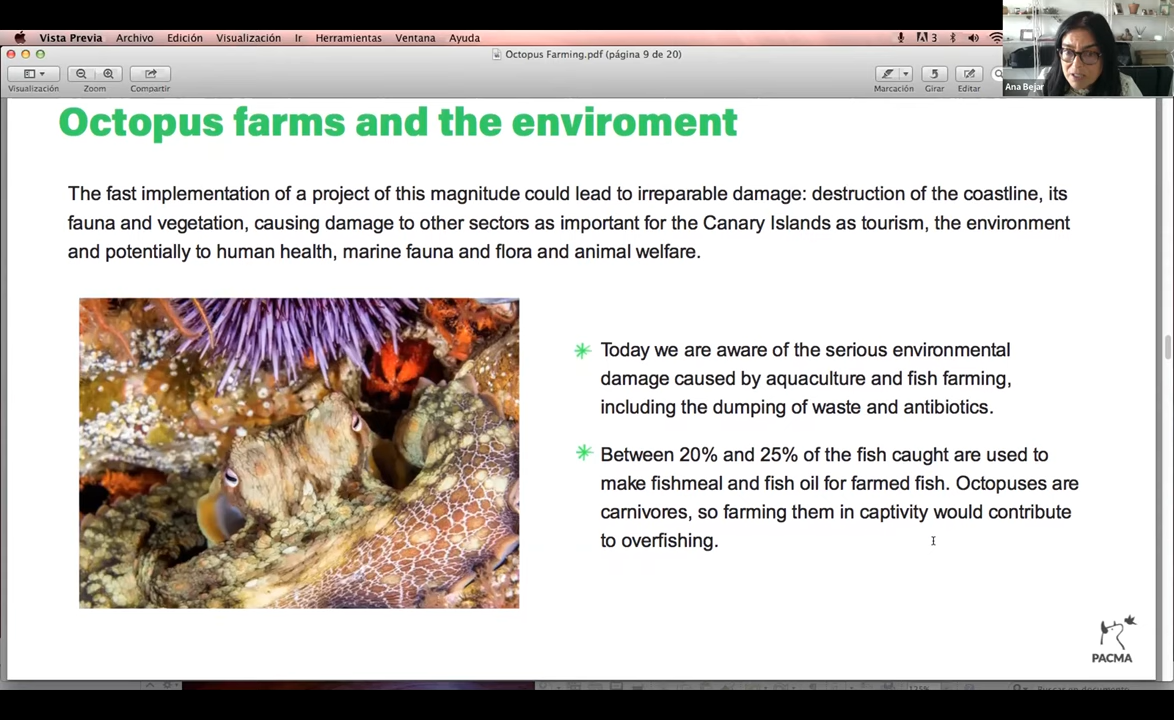 Vista Previa Archivo Edición Visualización Ir Herramientas Ventana Ayuda
3
Octopus Farming.pdf (página 9 de 20)
Visualización Zoom Compartir Marcación Girar Editar
Ana Bejar
Octopus farms and the enviroment
The fast implementation of a project of this magnitude could lead to irreparable damage: destruction of the coastline, its
fauna and vegetation, causing damage to other sectors as important for the Canary Islands as tourism, the environment
and potentially to human health, marine fauna and flora and animal welfare.
Today we are aware of the serious environmental
damage caused by aquaculture and fish farming,
including the dumping of waste and antibiotics.
Between 20% and 25% of the fish caught are used to
make fishmeal and fish oil for farmed fish. Octopuses are
carnivores, so farming them in captivity would contribute
to overfishing.
PACMA